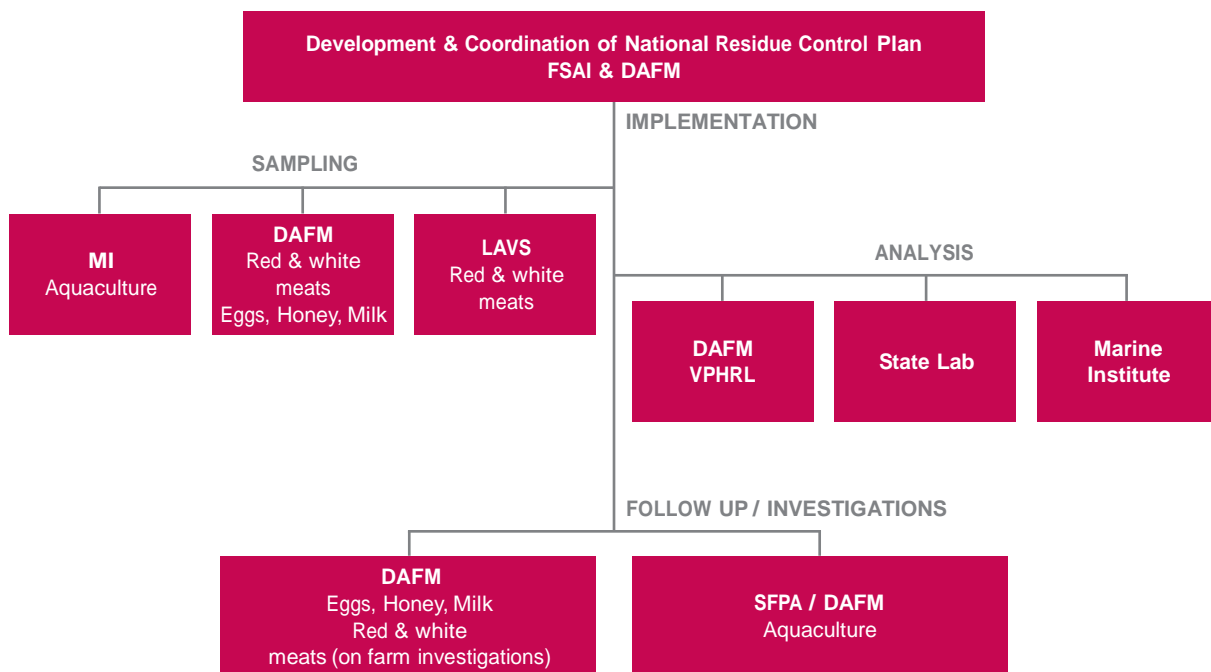 Development & Coordination of National Residue Control Plan
FSAI & DAFM
IMPLEMENTATION
SAMPLING
MI
Aquaculture
DAFM
Red & white
meats
Eggs, Honey, Milk
LAVS
Red & white
meats
ANALYSIS
DAFM
VPHRL
State Lab
Marine
Institute
FOLLOW UP / INVESTIGATIONS
DAFM
Eggs, Honey, Milk
Red & white
meats (on farm investigations)
SFPA / DAFM
Aquaculture